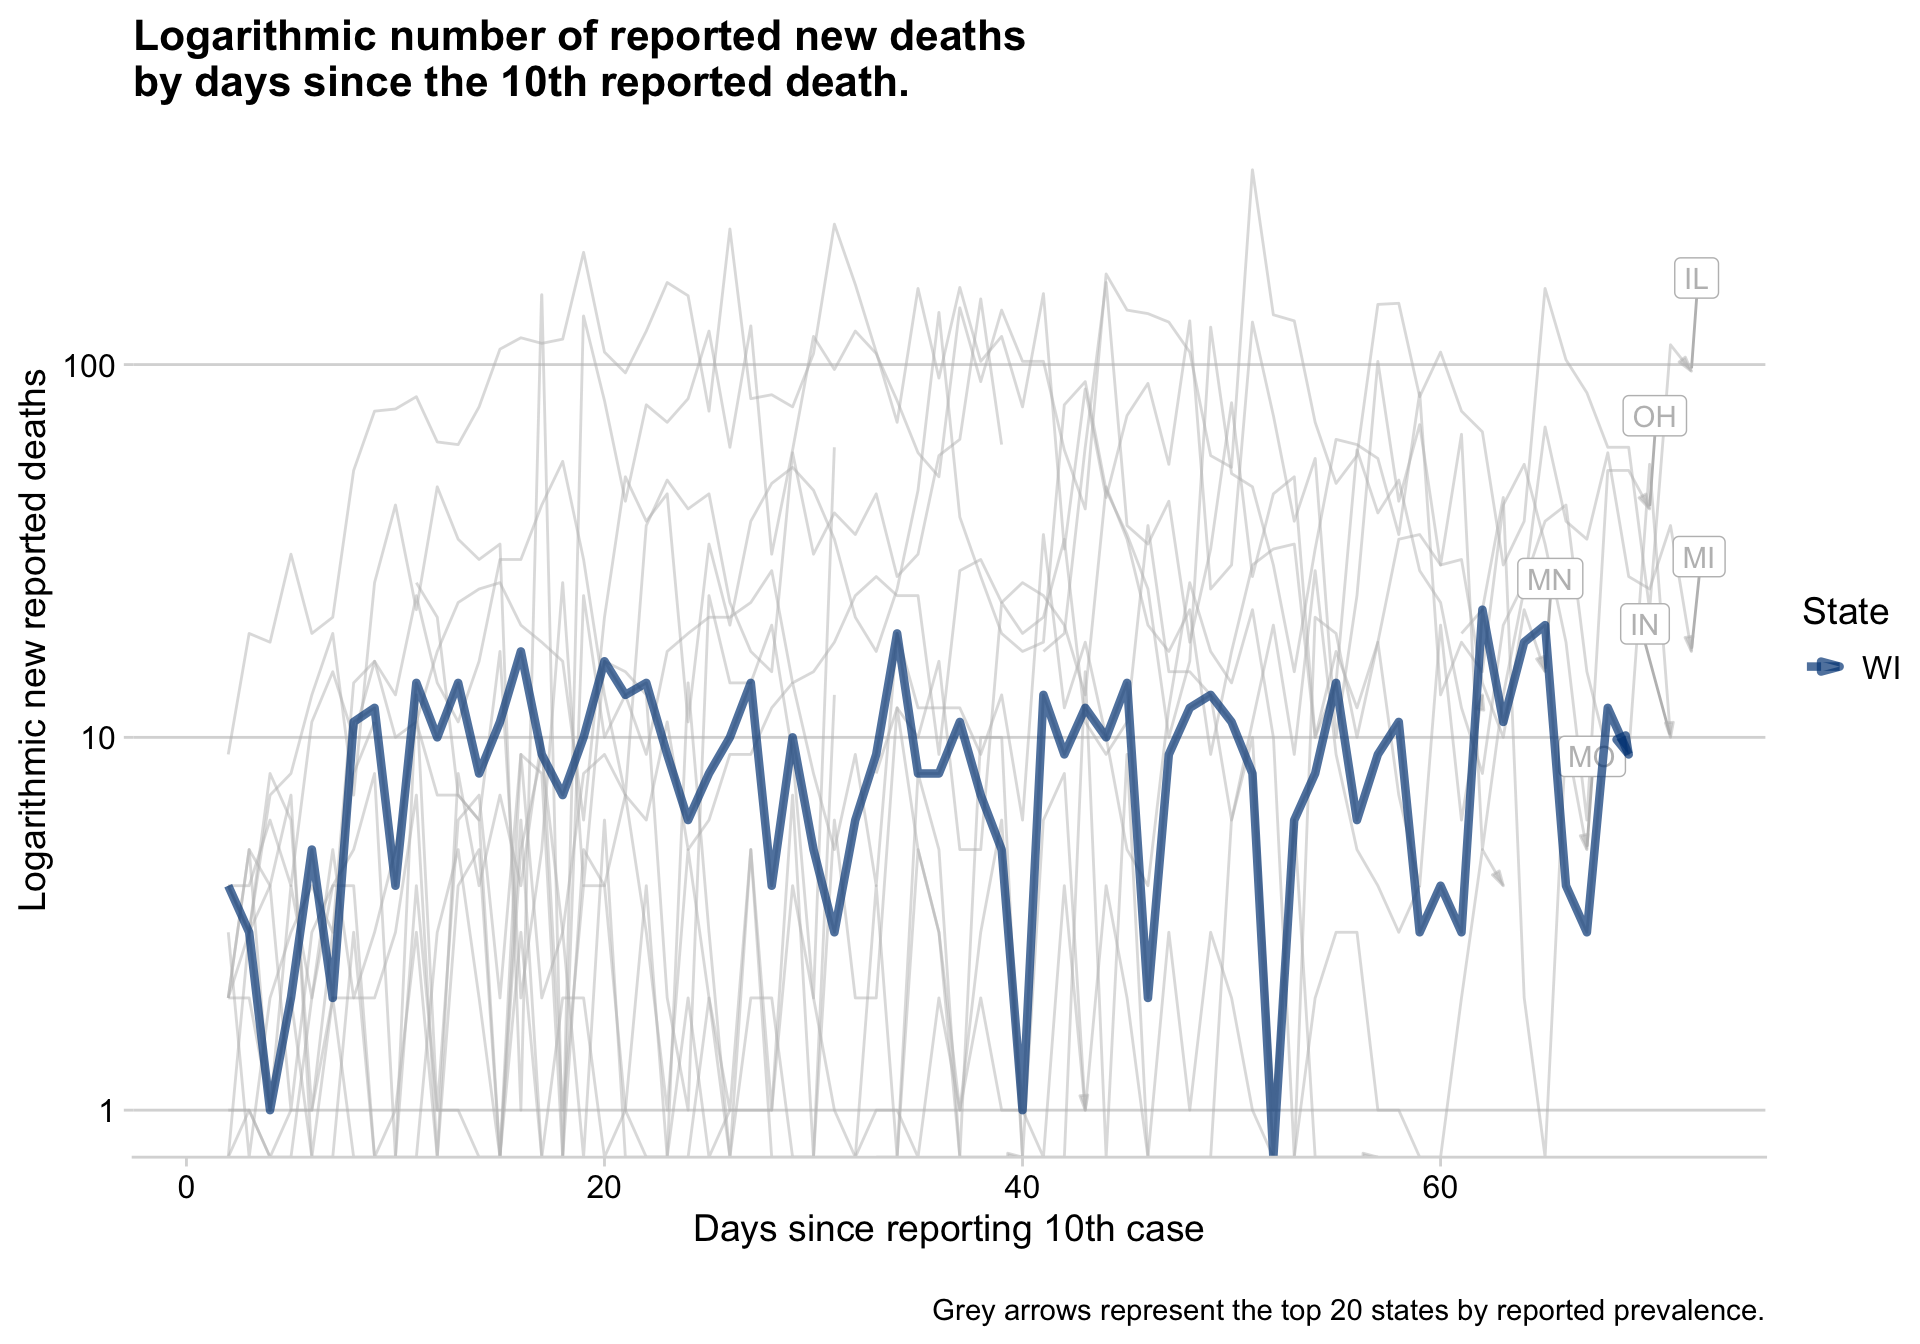 Logarithmic number of reported new deaths
by days since the 10th reported death.
Logarithmic new reported deaths
100
10
1
IL
OH
MI
MN
IN
MO
State
WI
0
20
40
60
Days since reporting 10th case
Grey arrows represent the top 20 states by reported prevalence.